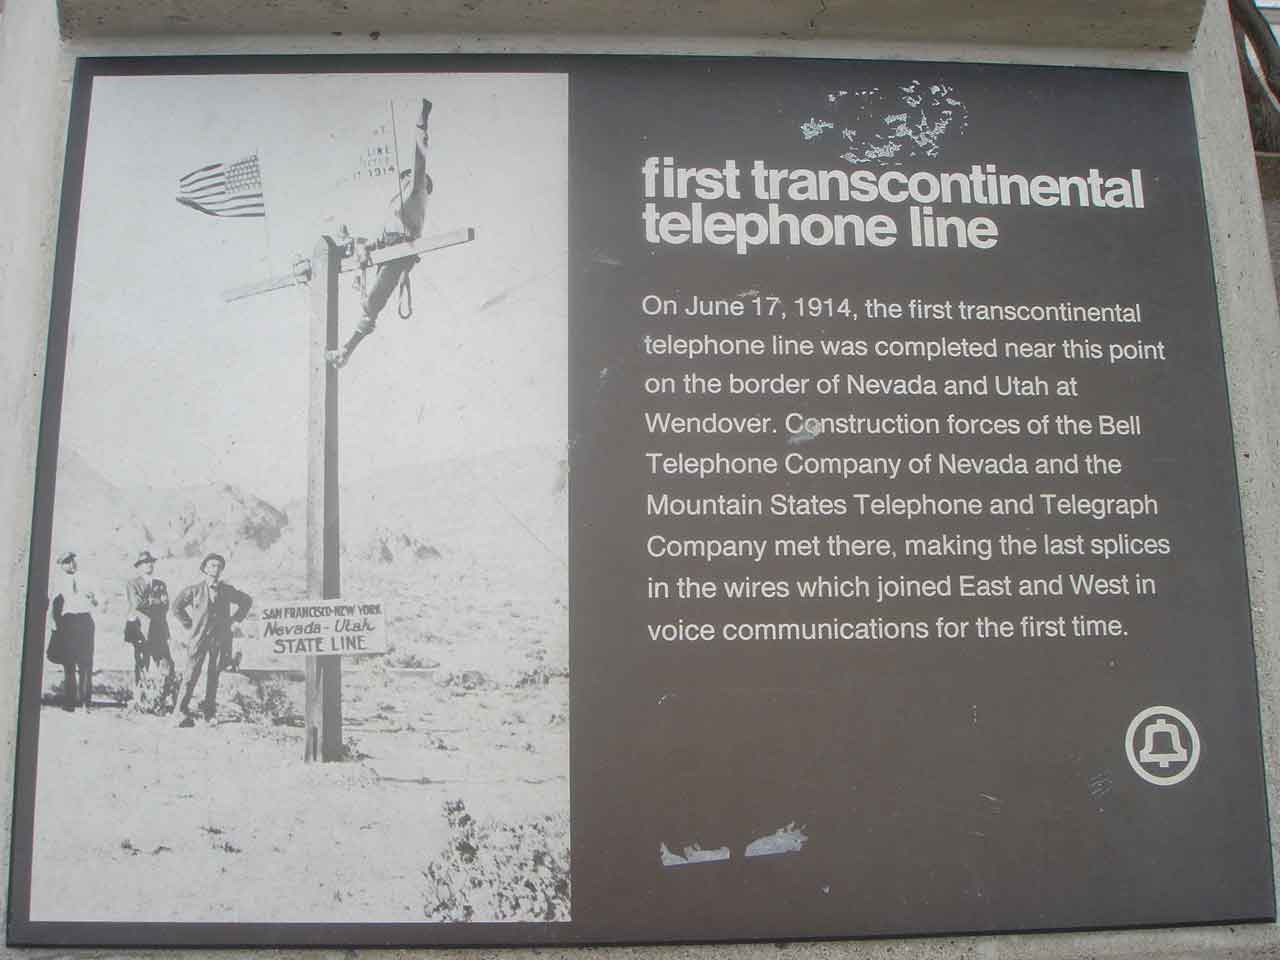 LINE
1914
SAN FRANCISCO-NEW YORK
Nevada - Utah
STATE LINE
first transcontinental
telephone line
On June 17, 1914, the first transcontinental
telephone line was completed near this point
on the border of Nevada and Utah at
Wendover. Construction forces of the Bell
Telephone Company of Nevada and the
Mountain States Telephone and Telegraph
Company met there, making the last splices
in the wires which joined East and West in
voice communications for the first time.